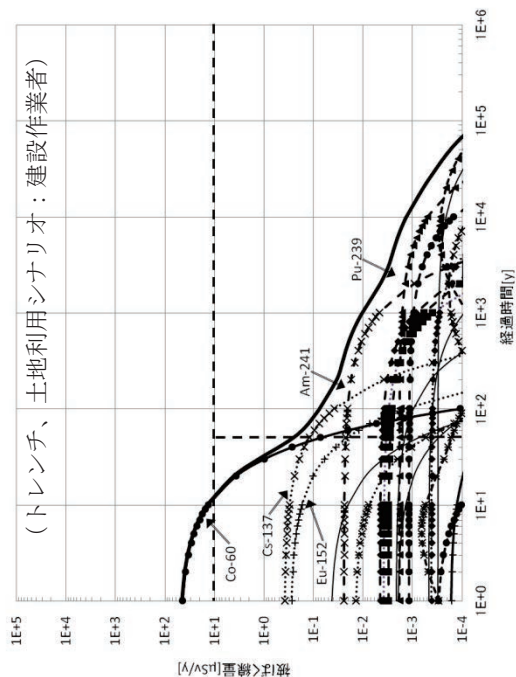 (トレンチ、土地利用シナリオ：建設作業者)
被ばく線量[μSv/y]
1E+5
1E+4
1E+3
1E+2
1E+1
1E+0
1E-1
1E-2
1E-3
1E-4
Co-60
Cs-137
Eu-152
Am-241
Pu-239
1E+0
1E+1
1E+2
1E+3
1E+4
1E+5
1E+6
経過時間[y]